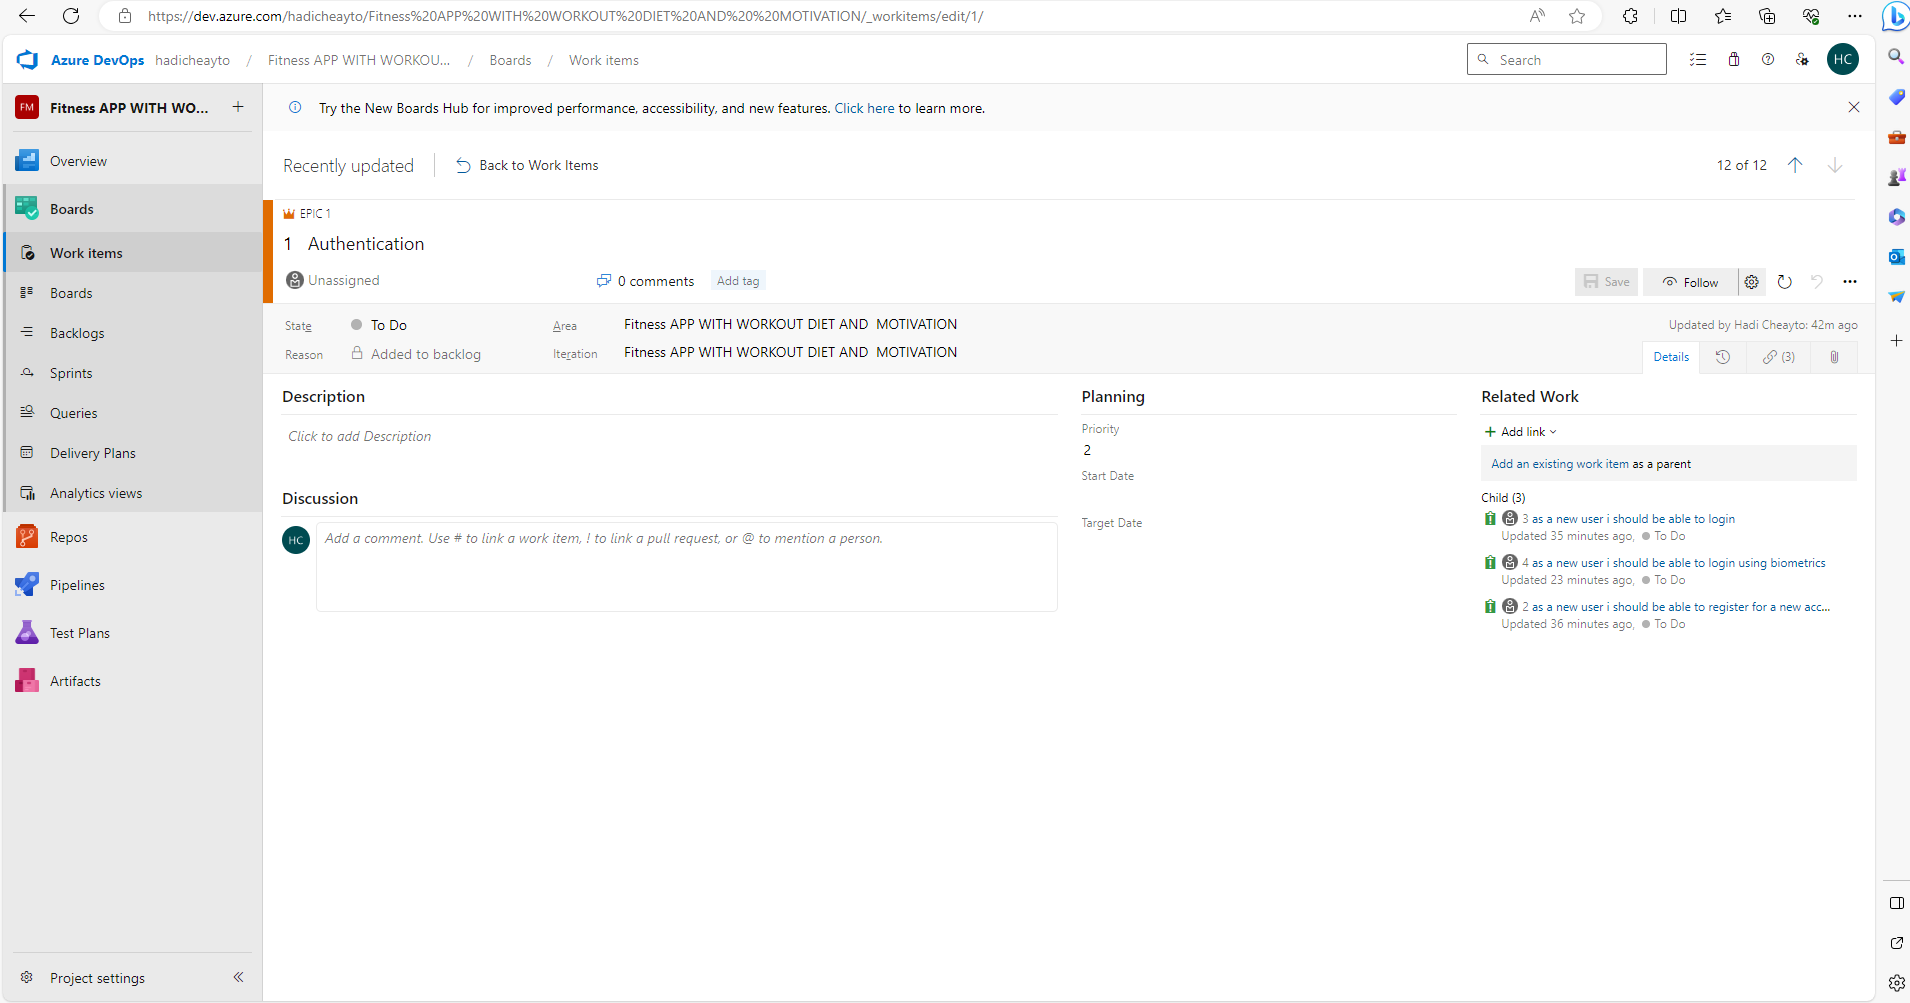 https://dev.azure.com/hadicheayto/Fitness%20APP%20WITH%20WORKOUT%20DIET%20AND%20%20MOTIVATION/_workitems/edit/1/
Azure DevOps hadicheayto / Fitness APP WITH WORKOU... / Boards / Work items
Search
HC
FM Fitness APP WITH WO...
Try the New Boards Hub for improved performance, accessibility, and new features. Click here to learn more.
Overview
Boards
Work items
Boards
Backlogs
Sprints
Queries
Delivery Plans
Analytics views
Repos
Pipelines
Test Plans
Artifacts
Project settings
Recently updated
Back to Work Items
12 of 12
EPIC 1
1 Authentication
Unassigned
0 comments
Add tag
Save
Follow
State
To Do
Area
Fitness APP WITH WORKOUT DIET AND  MOTIVATION
Updated by Hadi Cheayto: 42m ago
Reason
Added to backlog
Iteration
Fitness APP WITH WORKOUT DIET AND  MOTIVATION
Details
(3)
Description
Click to add Description
Discussion
HC
Add a comment. Use # to link a work item, ! to link a pull request, or @ to mention a person.
Planning
Priority
2
Start Date
Target Date
Related Work
Add link
Add an existing work item as a parent
Child (3)
3 as a new user i should be able to login
Updated 35 minutes ago, To Do
4 as a new user i should be able to login using biometrics
Updated 23 minutes ago, To Do
2 as a new user i should be able to register for a new acc...
Updated 36 minutes ago, To Do